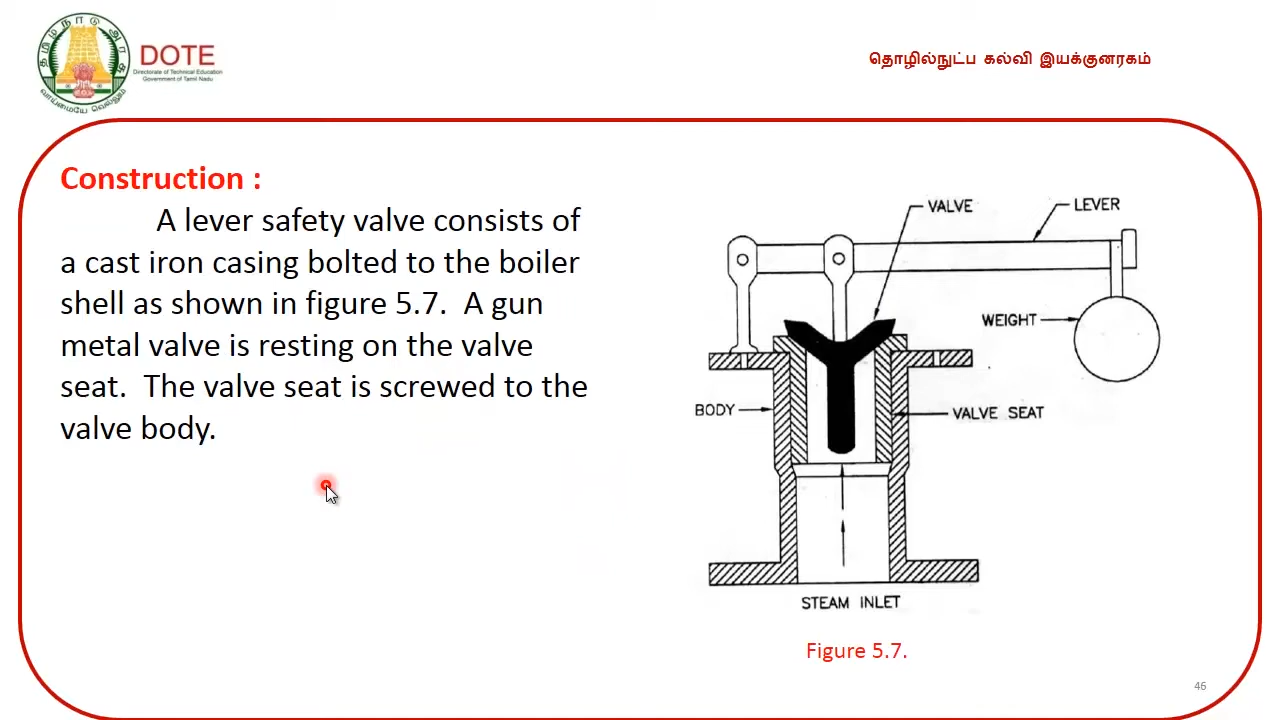 தமிழ் நாடு அரசு
வாய்மையே வெல்லும்
DOTE
Directorate of Technical Education
Government of Tamil Nadu
தொழில்நுட்ப கல்வி இயக்குனரகம்
Construction :
A lever safety valve consists of
a cast iron casing bolted to the boiler
shell as shown in figure 5.7.  A gun
metal valve is resting on the valve
seat.  The valve seat is screwed to the
valve body.
VALVE
LEVER
WEIGHT
BODY
VALVE SEAT
STEAM INLET
Figure 5.7.
46